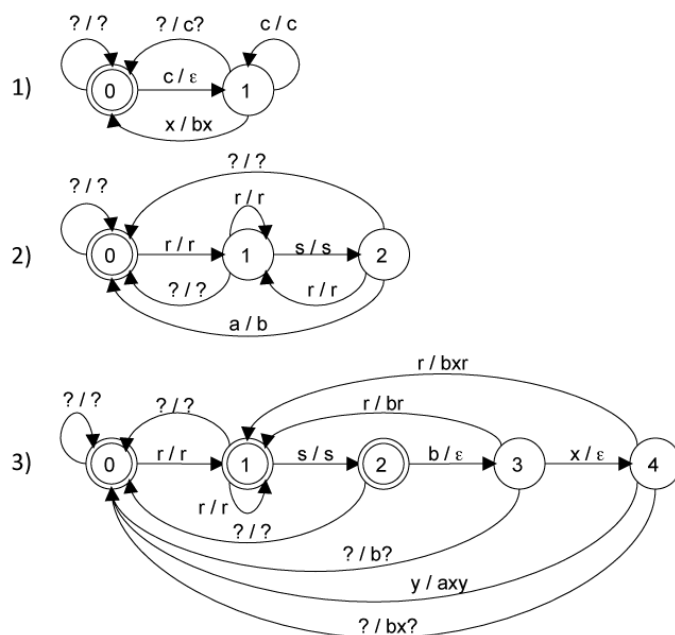 ? / ? ? / c? c / c
1) 0 c / ε 1
x / bx
? / ?
? / ? r / r
2) 0 r / r 1 s / s 2
? / ? r / r
a / b
r / bxr
? / ? ? / ? r / br
3) 0 r / r 1 s / s 2 b / ε 3 x / ε 4
r / r
? / ?
? / b?
y / axy
? / bx?